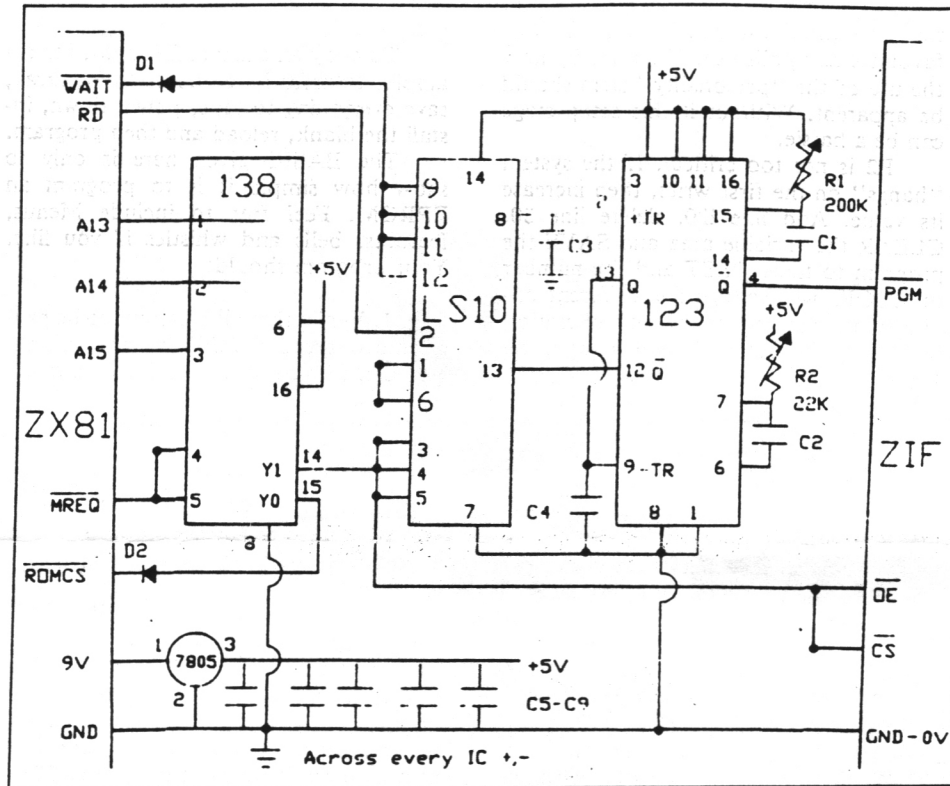 D1
+5V
WAIT
RD
138
9
10
11
12
14
8
C3
3
10
11
16
+TR
15
R1
200K
C1
A13
+5V
14
13
Q
Q̅
4
PGM
A14
2
LS10
123
6
2
+5V
A15
3
13
12
Q̅
R2
22K
16
1
7
6
C2
ZX81
ZIF
4
14
3
9
-TR
6
Y1
4
MREQ
5
Y0
15
5
C4
7
8
1
8
D2
ROMCS
OE
1
3
CS
9V
7805
+5V
2
C5-C9
GND
GND-0V
Across every IC +,-